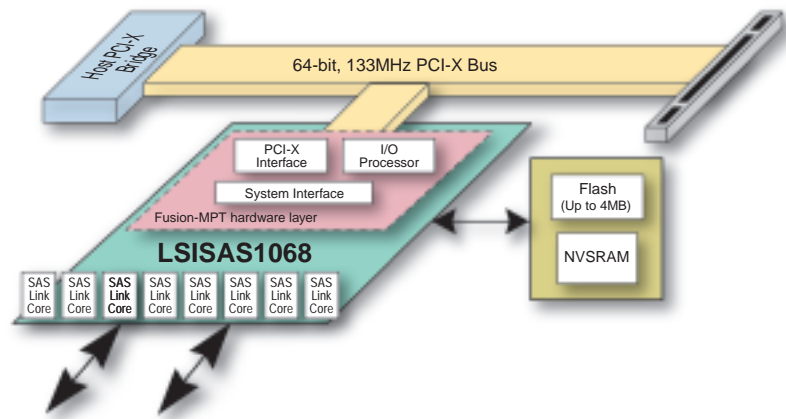 Host PCI-X
Bridge
64-bit, 133MHz PCI-X Bus
PCI-X
Interface
I/O
Processor
System Interface
Fusion-MPT hardware layer
LSISAS1068
Flash
(Up to 4MB)
NVSRAM
SAS
Link
Core
SAS
Link
Core
SAS
Link
Core
SAS
Link
Core
SAS
Link
Core
SAS
Link
Core
SAS
Link
Core
SAS
Link
Core